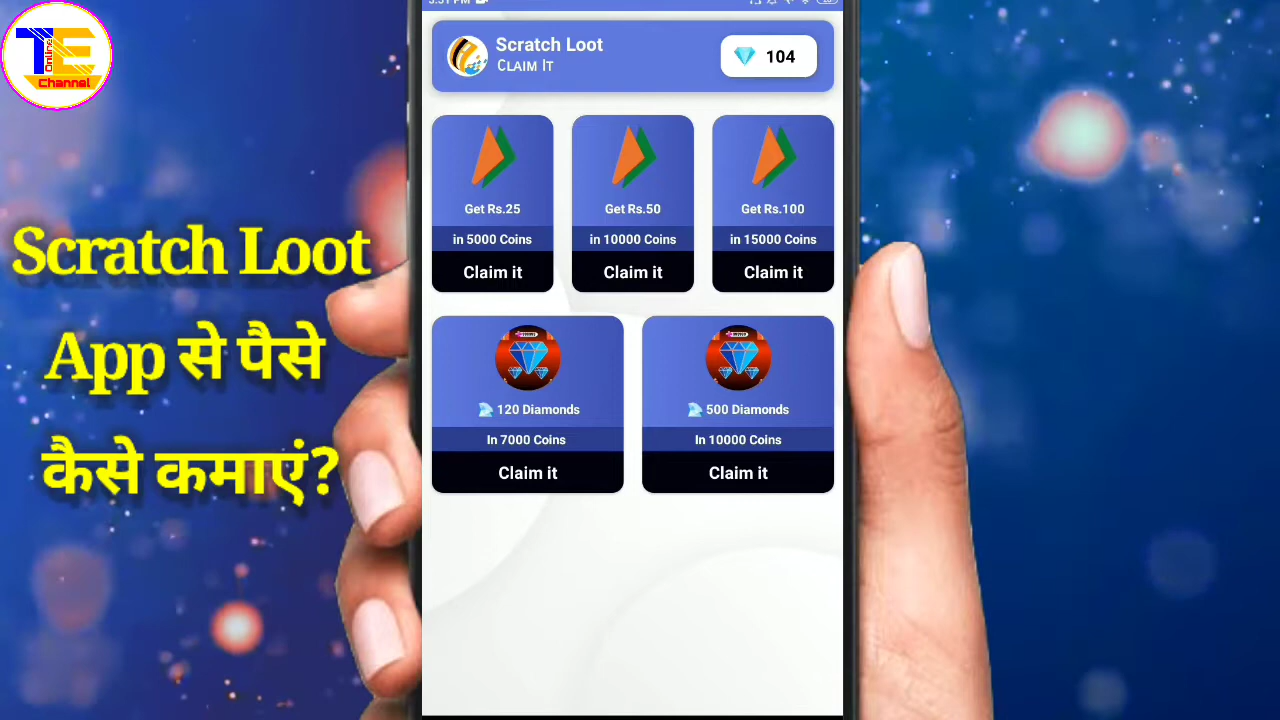 TE
Online
Channel
Scratch Loot
App से पैसे
कैसे कमाएं?
Scratch Loot
Claim It
104
Get Rs.25
in 5000 Coins
Claim it
Get Rs.50
in 10000 Coins
Claim it
Get Rs.100
in 15000 Coins
Claim it
120 Diamonds
In 7000 Coins
Claim it
500 Diamonds
In 10000 Coins
Claim it